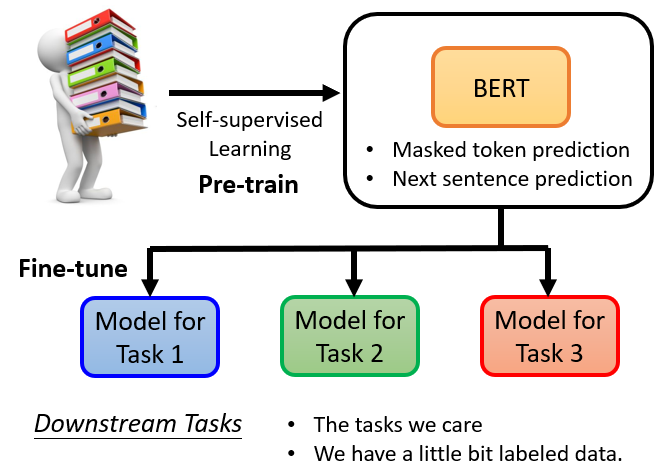 BERT
Self-supervised
Learning
Pre-train
• Masked token prediction
• Next sentence prediction
Fine-tune
Model for
Task 1
Model for
Task 2
Model for
Task 3
Downstream Tasks
• The tasks we care
• We have a little bit labeled data.